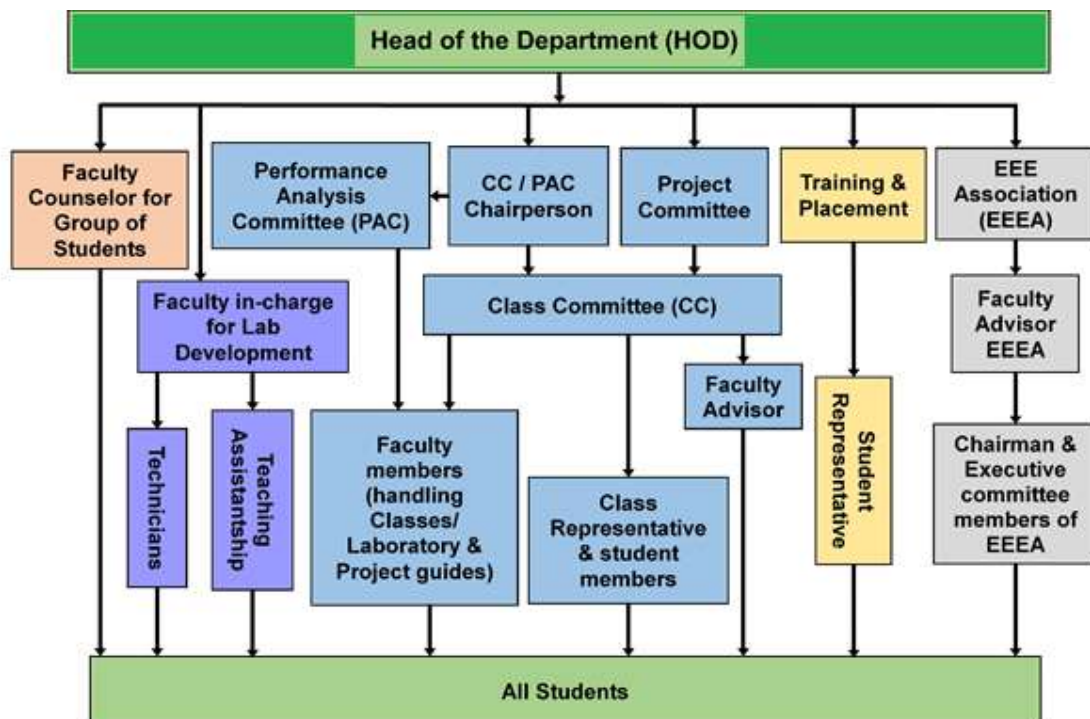 Head of the Department (HOD)
Faculty
Counselor for
Group of
Students
Performance
Analysis
Committee (PAC)
CC / PAC
Chairperson
Project
Committee
Training &
Placement
EEE
Association
(EEEA)
Faculty in-charge
for Lab
Development
Class Committee (CC)
Faculty
Advisor
EEEA
Faculty
Advisor
Technicians
Teaching
Assistantship
Faculty
members
(handling
Classes/
Laboratory &
Project guides)
Class
Representative
& student
members
Student
Representative
Chairman &
Executive
committee
members of
EEEA
All Students